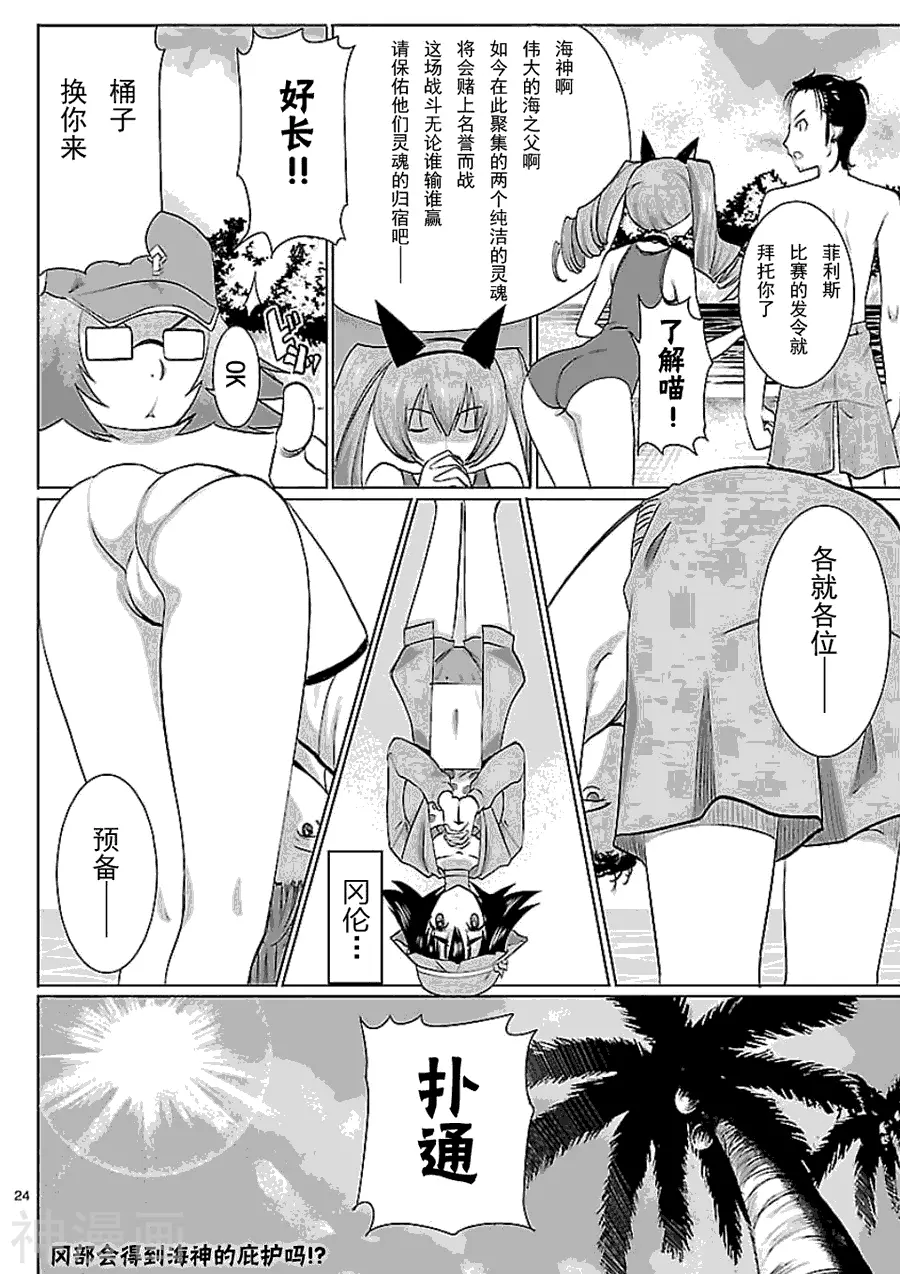 菲利斯
比赛的发令就
拜托你了
了解喵！
海神啊
伟大的海之父啊
如今在此聚集的两个纯洁的灵魂
将会赌上名誉而战
这场战斗无论谁输谁赢
请保佑他们灵魂的归宿吧——
好长!!
桶子
换你来
OK
各就各位——
冈伦…
预备——
扑通
24
神漫画
冈部会得到海神的庇护吗!?